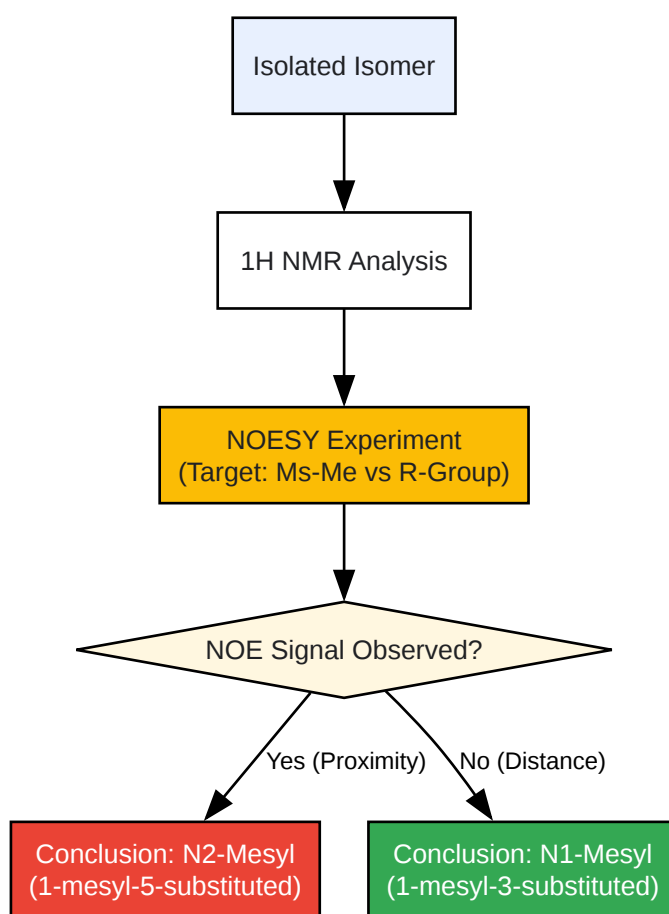 Isolated Isomer
1H NMR Analysis
NOESY Experiment
(Target: Ms-Me vs R-Group)
NOE Signal Observed?
Yes (Proximity)
No (Distance)
Conclusion: N2-Mesyl
(1-mesyl-5-substituted)
Conclusion: N1-Mesyl
(1-mesyl-3-substituted)